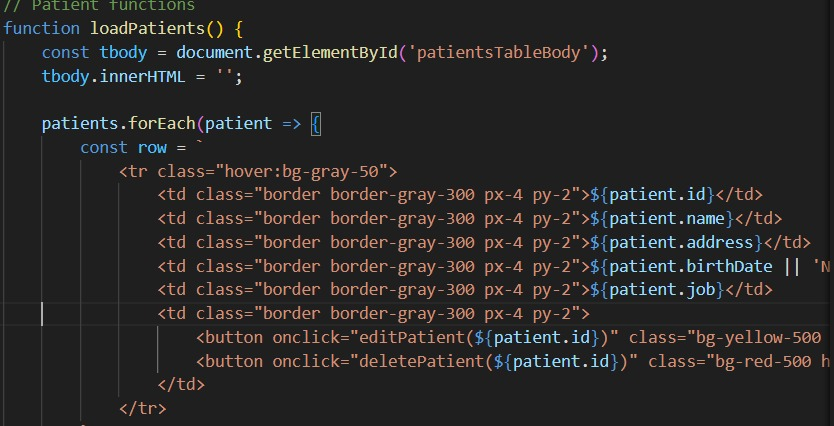 // Patient functions
function loadPatients() {
    const tbody = document.getElementById('patientsTableBody');
    tbody.innerHTML = '';

    patients.forEach(patient => {
        const row = `
            <tr class="hover:bg-gray-50">
                <td class="border border-gray-300 px-4 py-2">${patient.id}</td>
                <td class="border border-gray-300 px-4 py-2">${patient.name}</td>
                <td class="border border-gray-300 px-4 py-2">${patient.address}</td>
                <td class="border border-gray-300 px-4 py-2">${patient.birthDate || 'N
                <td class="border border-gray-300 px-4 py-2">${patient.job}</td>
                <td class="border border-gray-300 px-4 py-2">
                    <button onclick="editPatient(${patient.id})" class="bg-yellow-500
                    <button onclick="deletePatient(${patient.id})" class="bg-red-500 h
                </td>
            </tr>